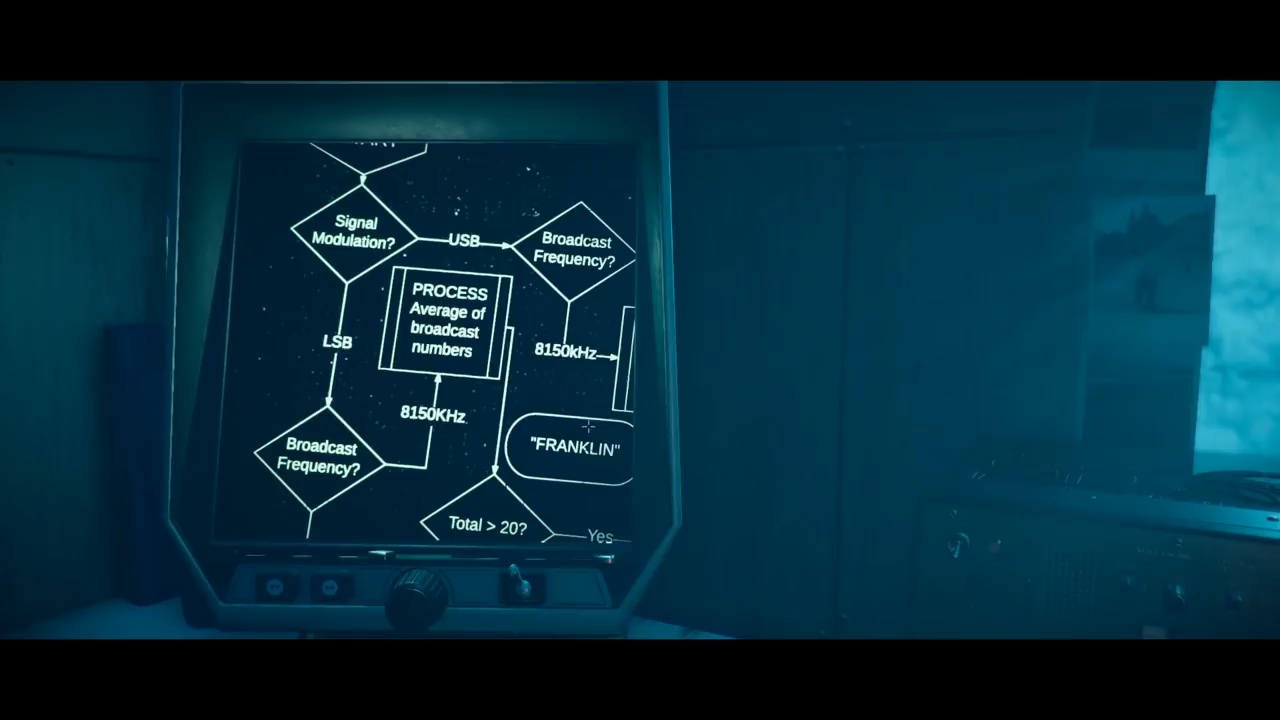 Signal
Modulation?
USB
Broadcast
Frequency?
PROCESS
Average of
broadcast
numbers
LSB
8150kHz
8150KHz
Broadcast
Frequency?
"FRANKLIN"
Total > 20?
Yes